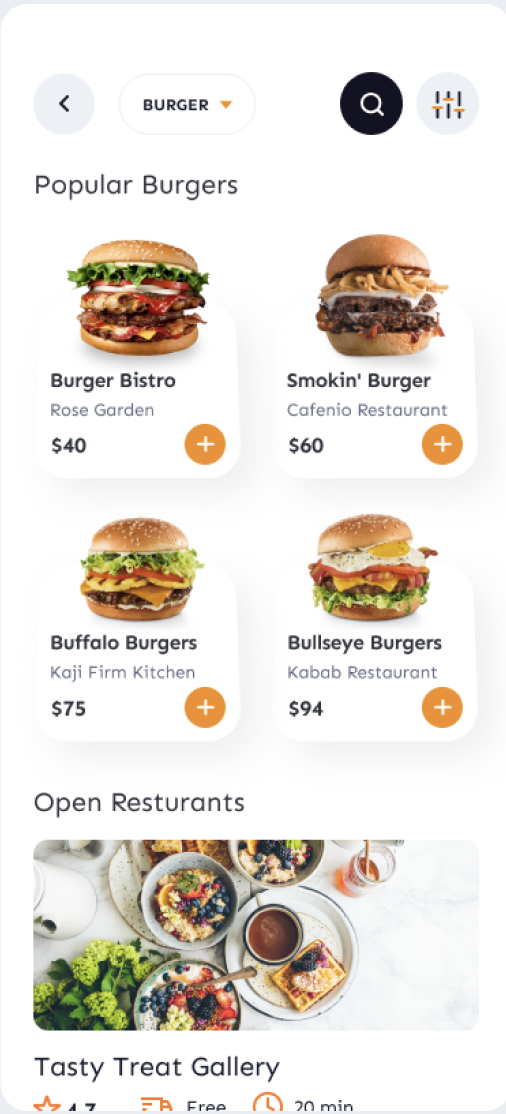 BURGER
Popular Burgers
Burger Bistro
Rose Garden
$40
Smokin' Burger
Cafenio Restaurant
$60
Buffalo Burgers
Kaji Firm Kitchen
$75
Bullseye Burgers
Kabab Restaurant
$94
Open Resturants
Tasty Treat Gallery
4.7 Free 20 min